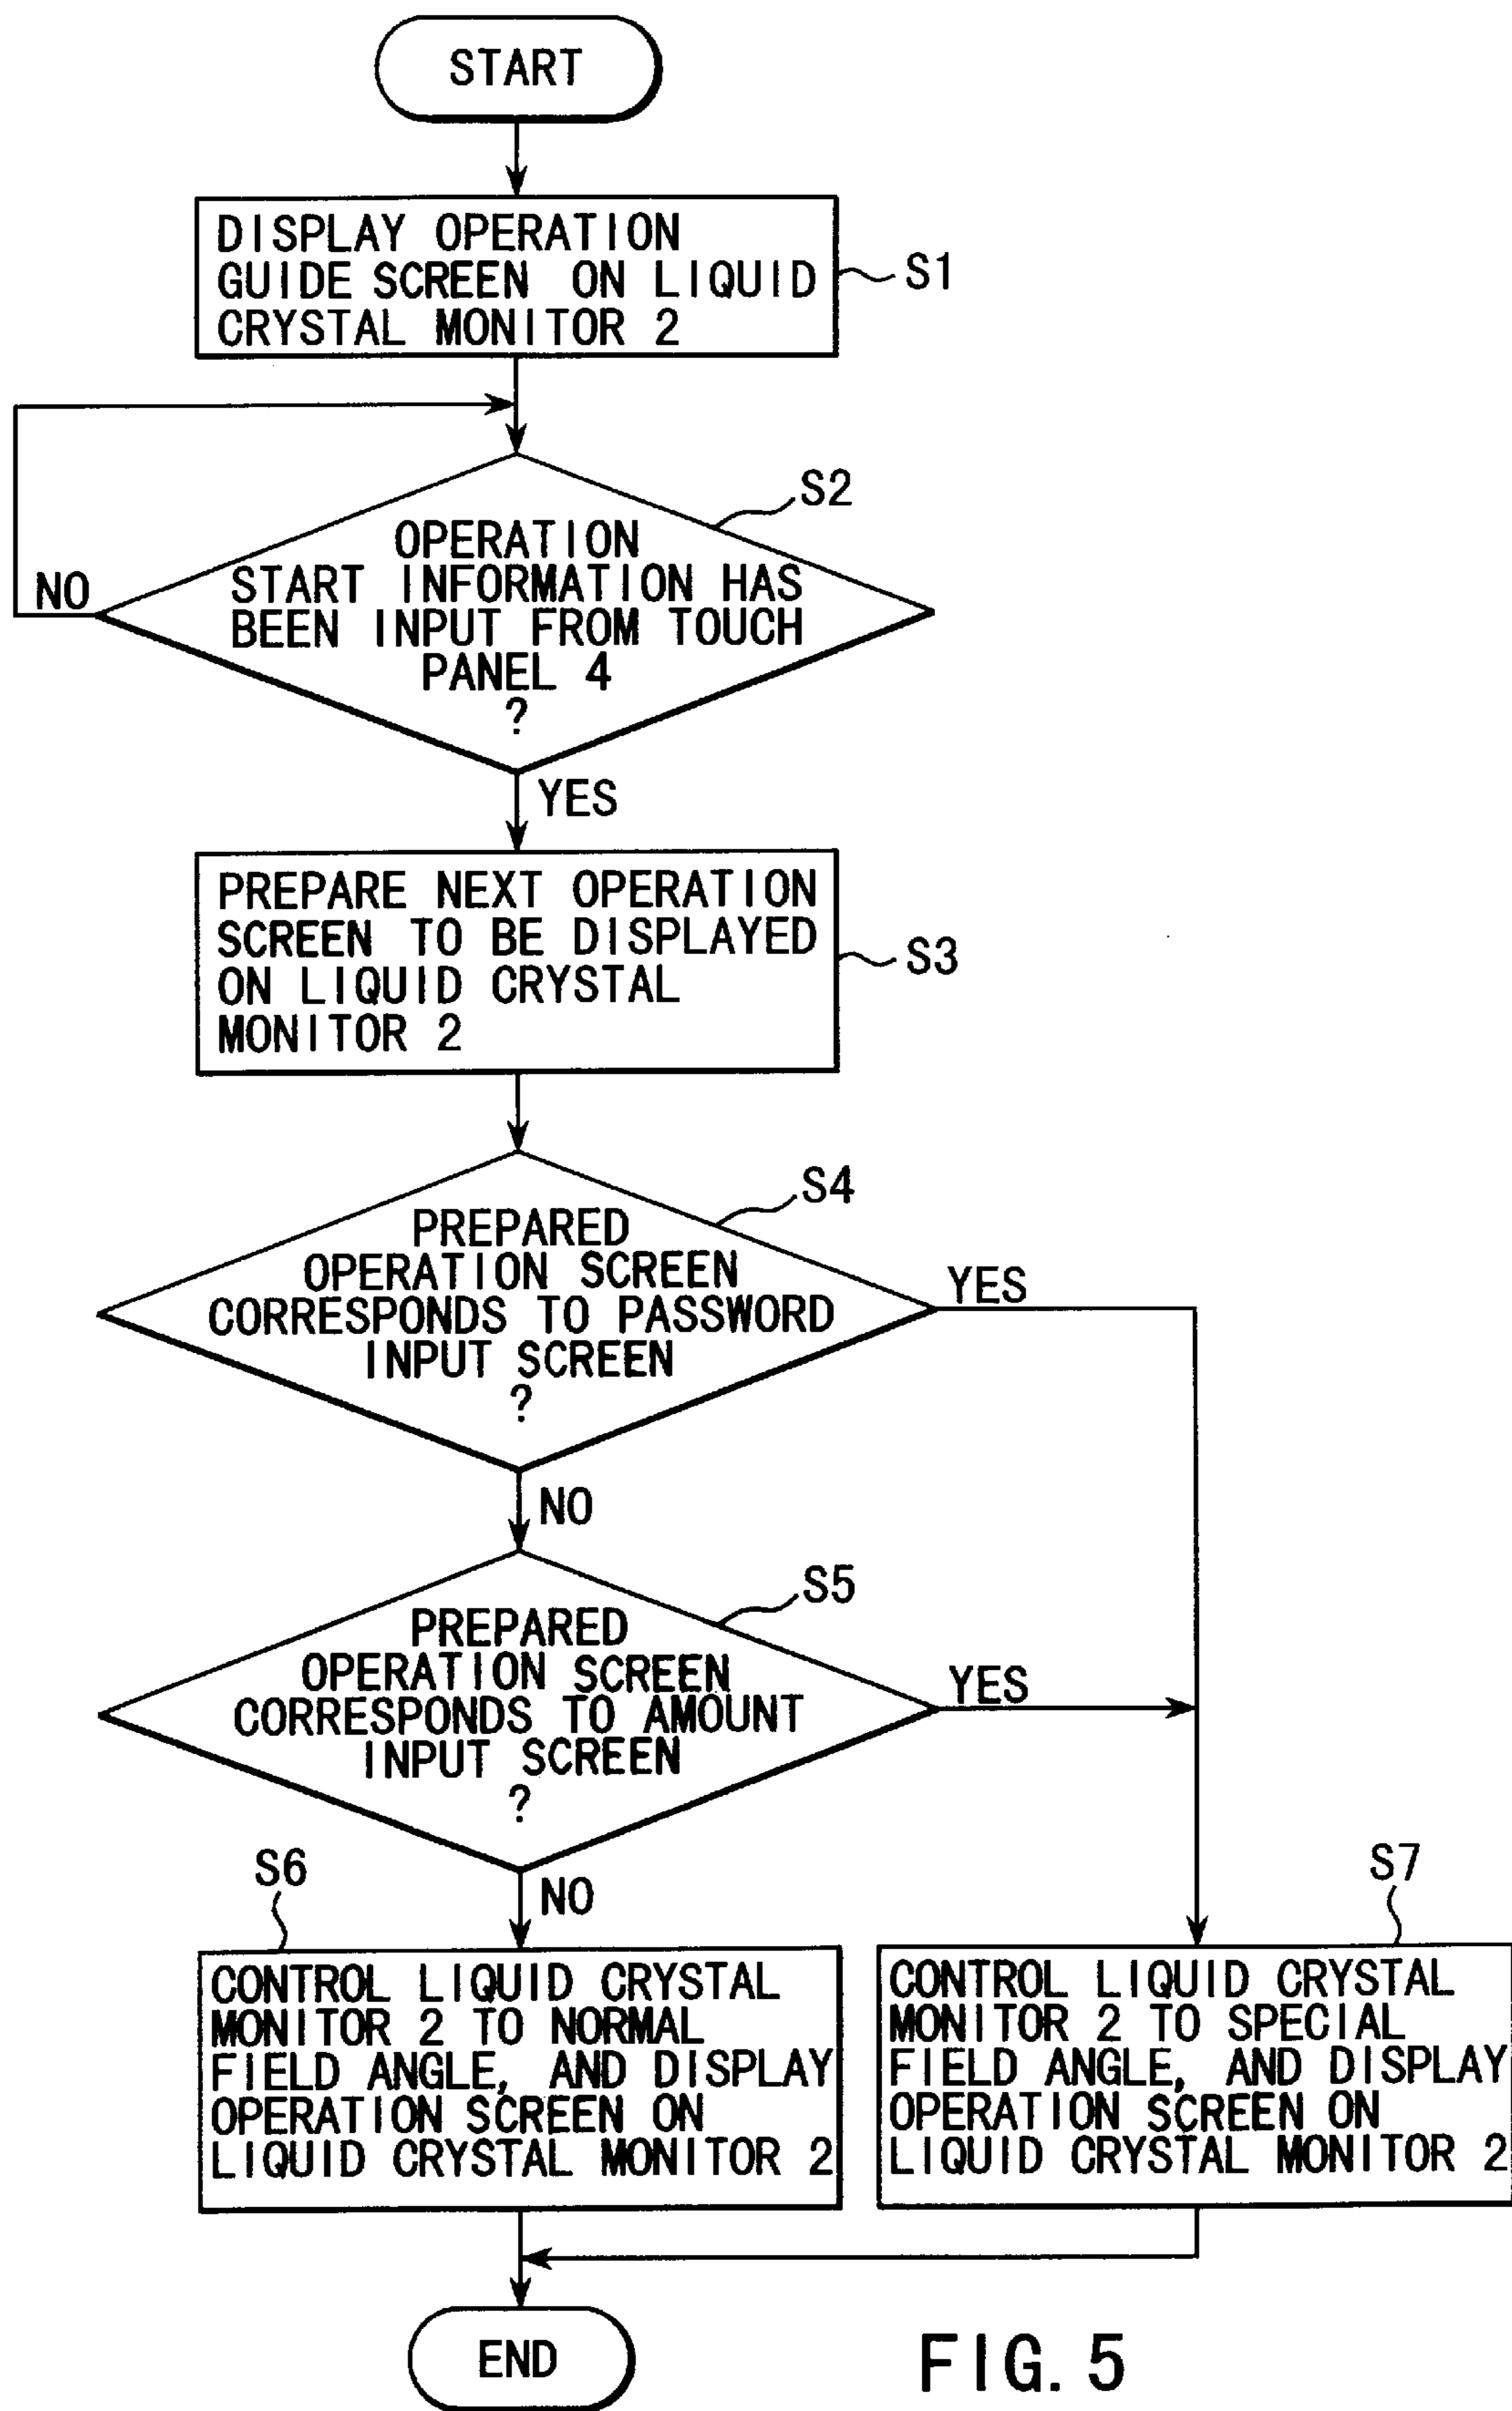 START
DISPLAY OPERATION
GUIDE SCREEN ON LIQUID
CRYSTAL MONITOR 2
S1
S2
OPERATION
START INFORMATION HAS
BEEN INPUT FROM TOUCH
PANEL 4
?
NO
YES
PREPARE NEXT OPERATION
SCREEN TO BE DISPLAYED
ON LIQUID CRYSTAL
MONITOR 2
S3
S4
PREPARED
OPERATION SCREEN
CORRESPONDS TO PASSWORD
INPUT SCREEN
?
YES
NO
S5
PREPARED
OPERATION SCREEN
CORRESPONDS TO AMOUNT
INPUT SCREEN
?
YES
NO
S6
CONTROL LIQUID CRYSTAL
MONITOR 2 TO NORMAL
FIELD ANGLE, AND DISPLAY
OPERATION SCREEN ON
LIQUID CRYSTAL MONITOR 2
S7
CONTROL LIQUID CRYSTAL
MONITOR 2 TO SPECIAL
FIELD ANGLE, AND DISPLAY
OPERATION SCREEN ON
LIQUID CRYSTAL MONITOR 2
END
FIG. 5